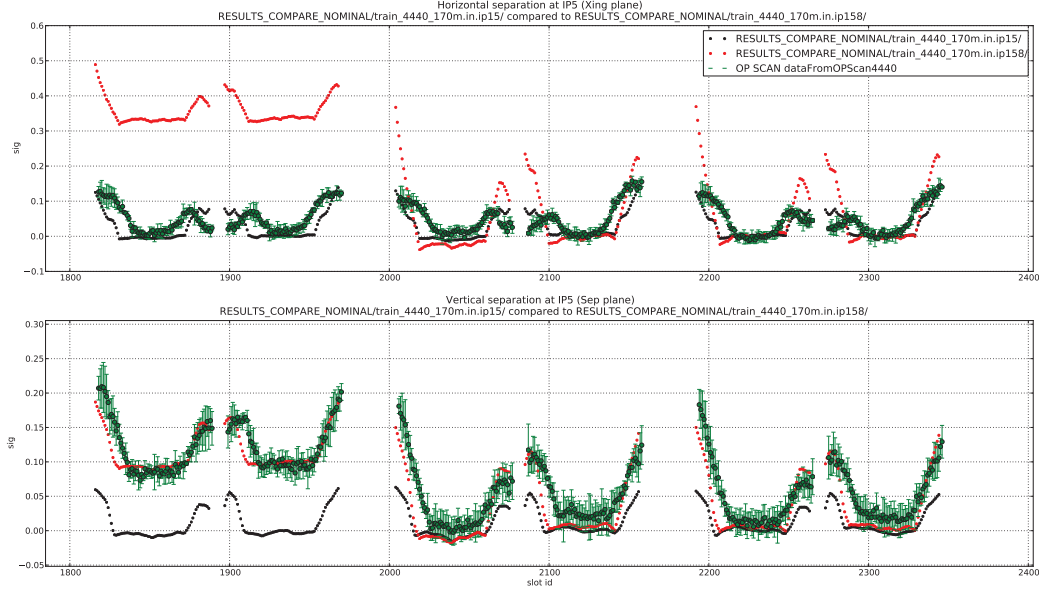 Horizontal separation at IP5 (Xing plane)
RESULTS_COMPARE_NOMINAL/train_4440_170m.in.ip15/ compared to RESULTS_COMPARE_NOMINAL/train_4440_170m.in.ip158/
0.6
0.5
0.4
0.3
0.2
0.1
0.0
−0.1
sig
RESULTS_COMPARE_NOMINAL/train_4440_170m.in.ip15/
RESULTS_COMPARE_NOMINAL/train_4440_170m.in.ip158/
OP SCAN dataFromOPScan4440
1800 1900 2000 2100 2200 2300 2400
Vertical separation at IP5 (Sep plane)
RESULTS_COMPARE_NOMINAL/train_4440_170m.in.ip15/ compared to RESULTS_COMPARE_NOMINAL/train_4440_170m.in.ip158/
0.30
0.25
0.20
0.15
0.10
0.05
0.00
−0.05
sig
1800 1900 2000 2100 2200 2300 2400
slot id